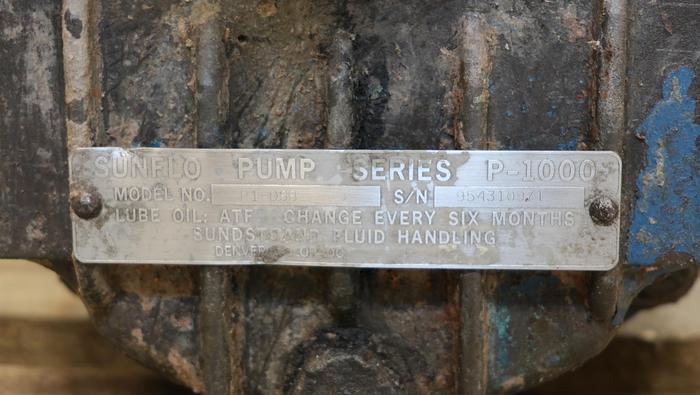 SUNFLO PUMP SERIES P-1000
MODEL NO. S/N
LUBE OIL: ATF CHANGE EVERY SIX MONTHS
SUNDSTRAND FLUID HANDLING
DENVER